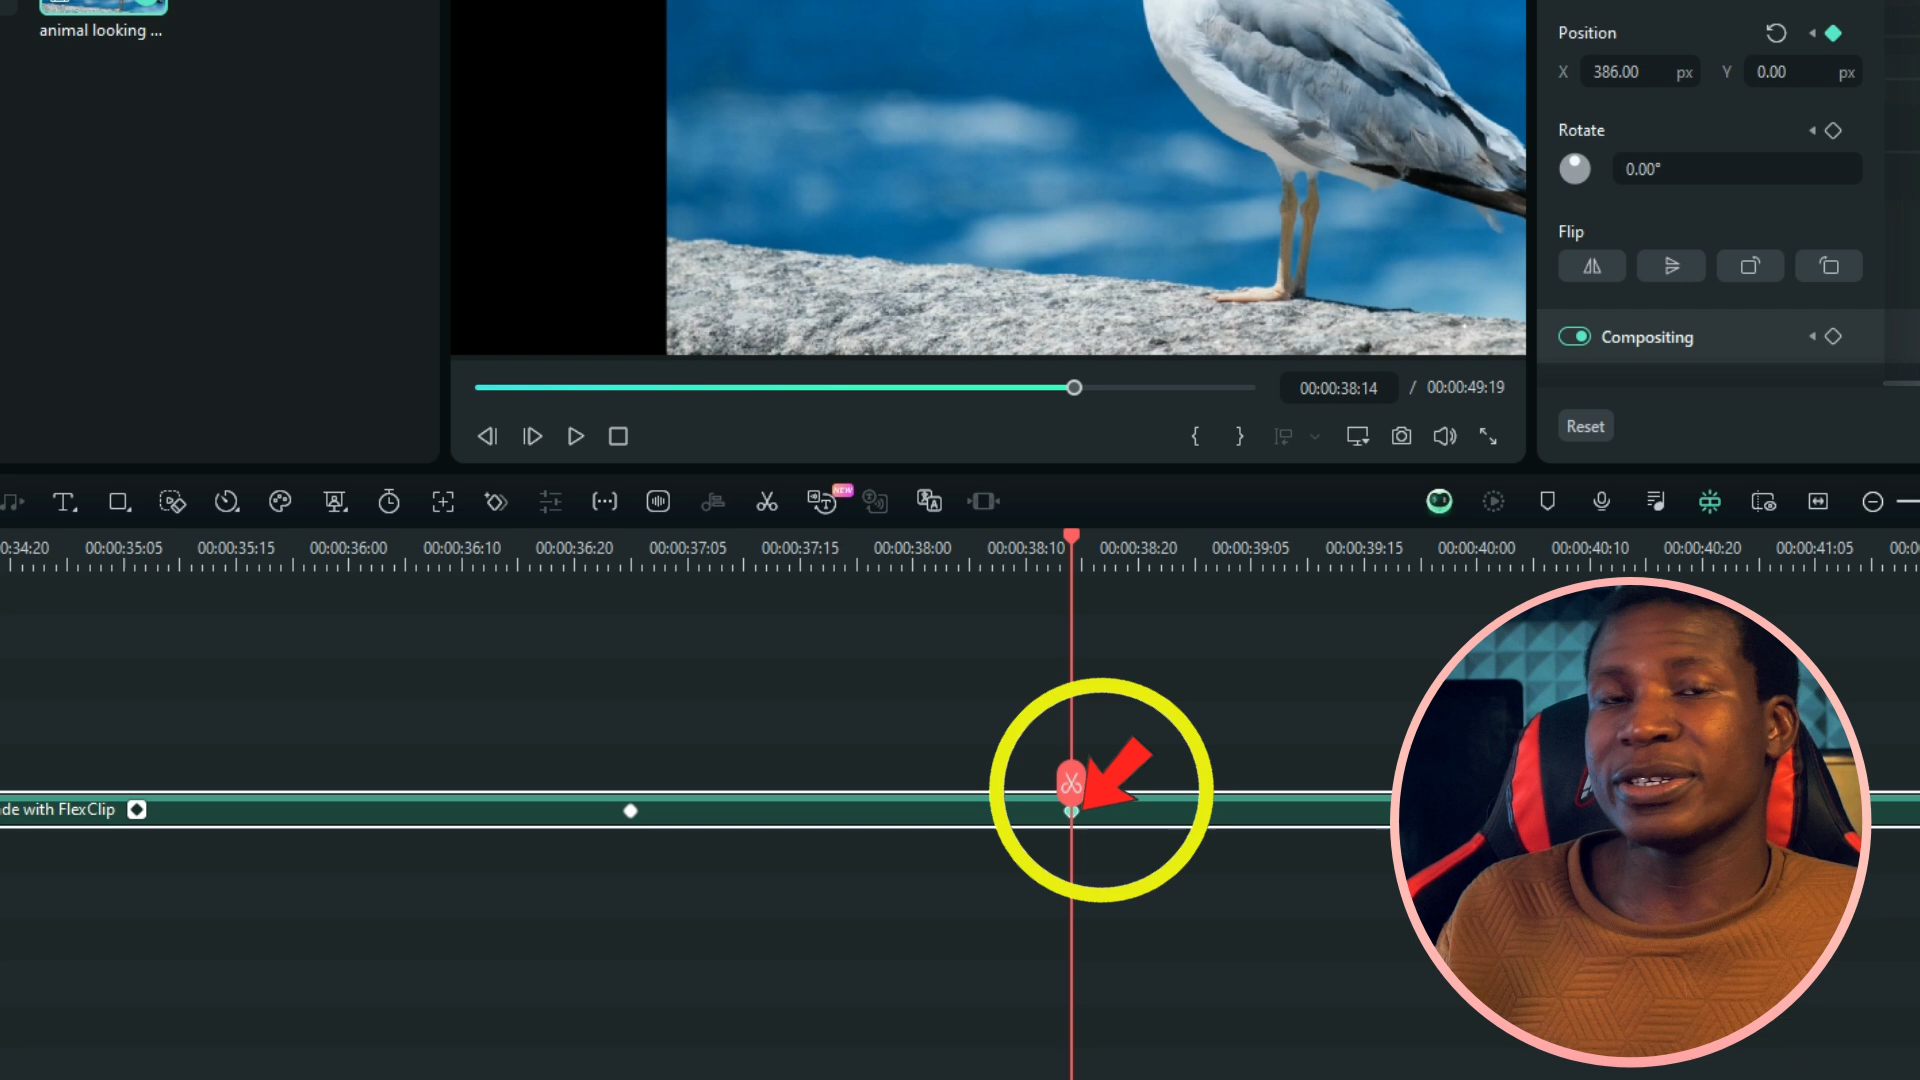 animal looking ...
Position
X 386.00 px Y 0.00 px
Rotate
0.00°
Flip
Compositing
00:00:38:14 / 00:00:49:19
Reset
NEW
0:34:20 00:00:35:05 00:00:35:15 00:00:36:00 00:00:36:10 00:00:36:20 00:00:37:05 00:00:37:15 00:00:38:00 00:00:38:10 00:00:38:20 00:00:39:05 00:00:39:15 00:00:40:00 00:00:40:10 00:00:40:20 00:00:41:05 00:0
de with FlexClip